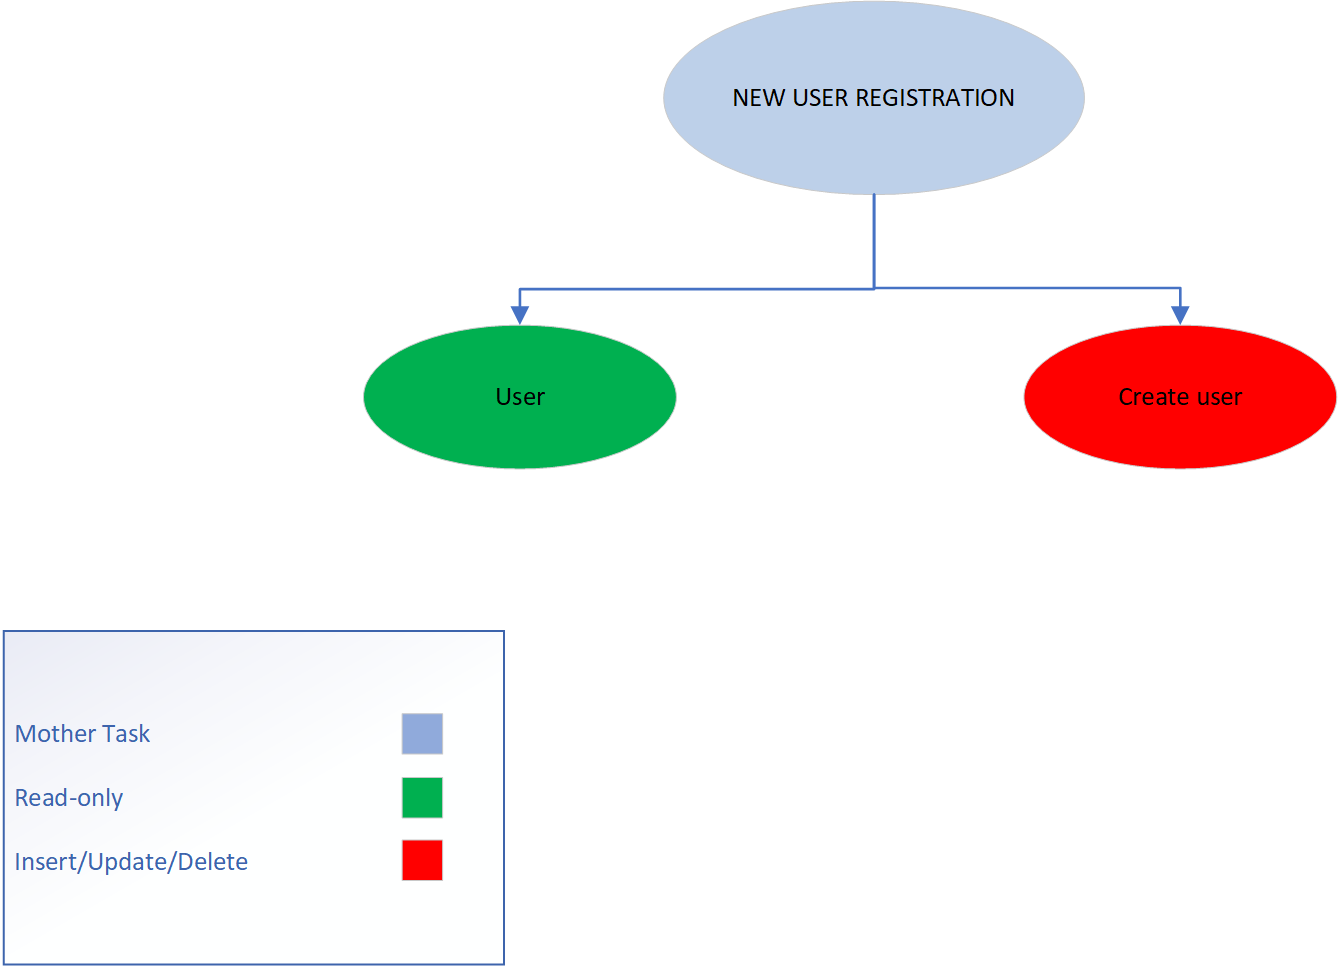 NEW USER REGISTRATION
User
Create user
Mother Task
Read-only
Insert/Update/Delete